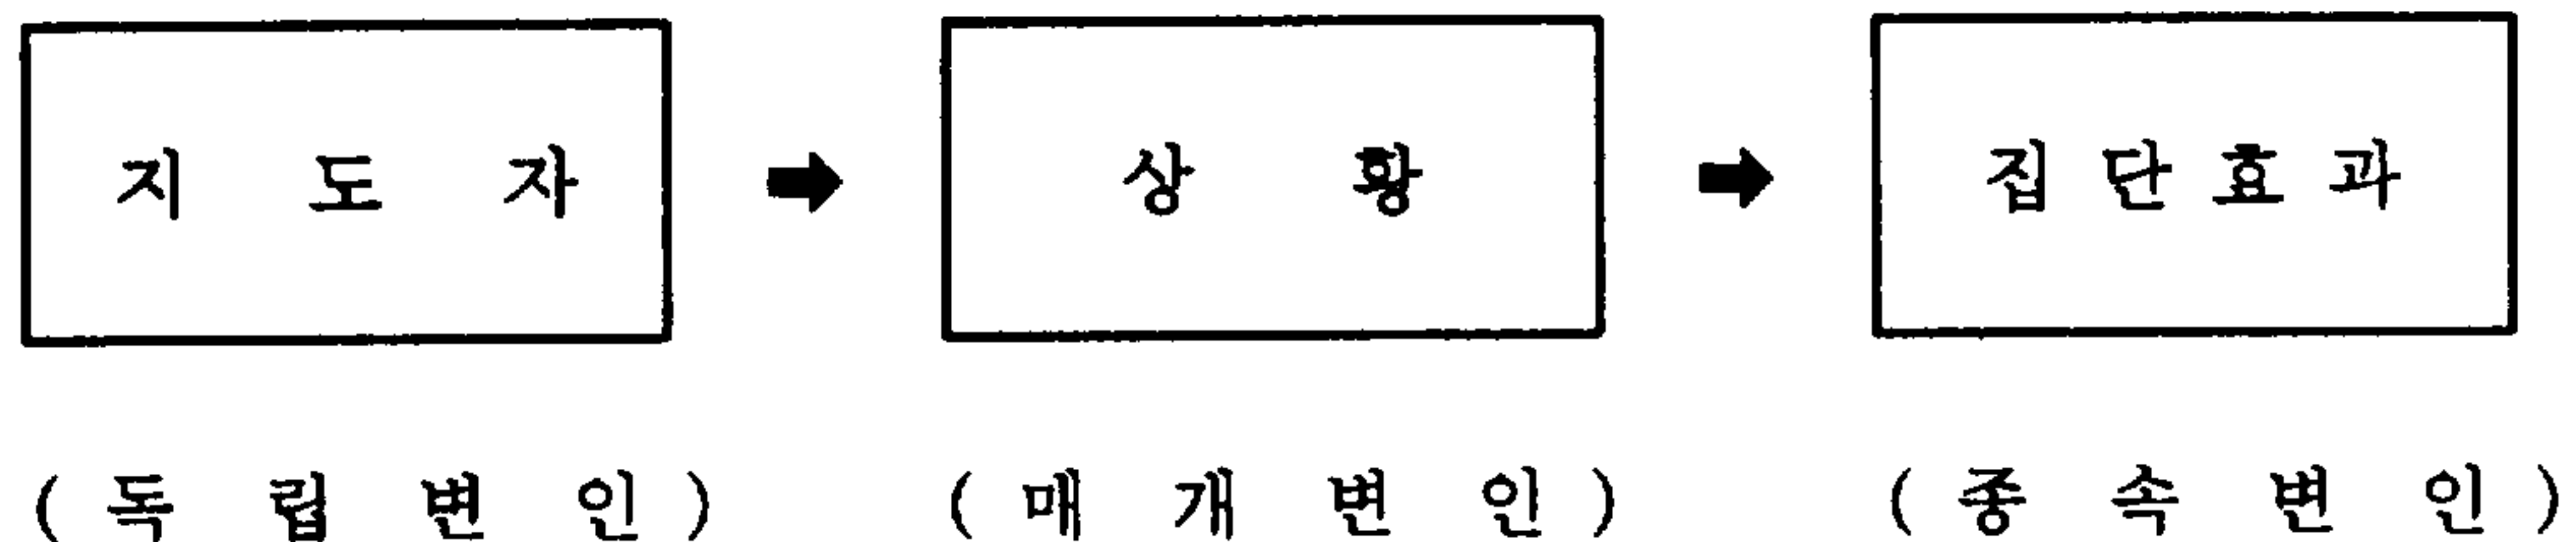 지 도 자 ➡ 상 황 ➡ 집 단 효 과
( 독 립 변 인 ) ( 매 개 변 인 ) ( 종 속 변 인 )